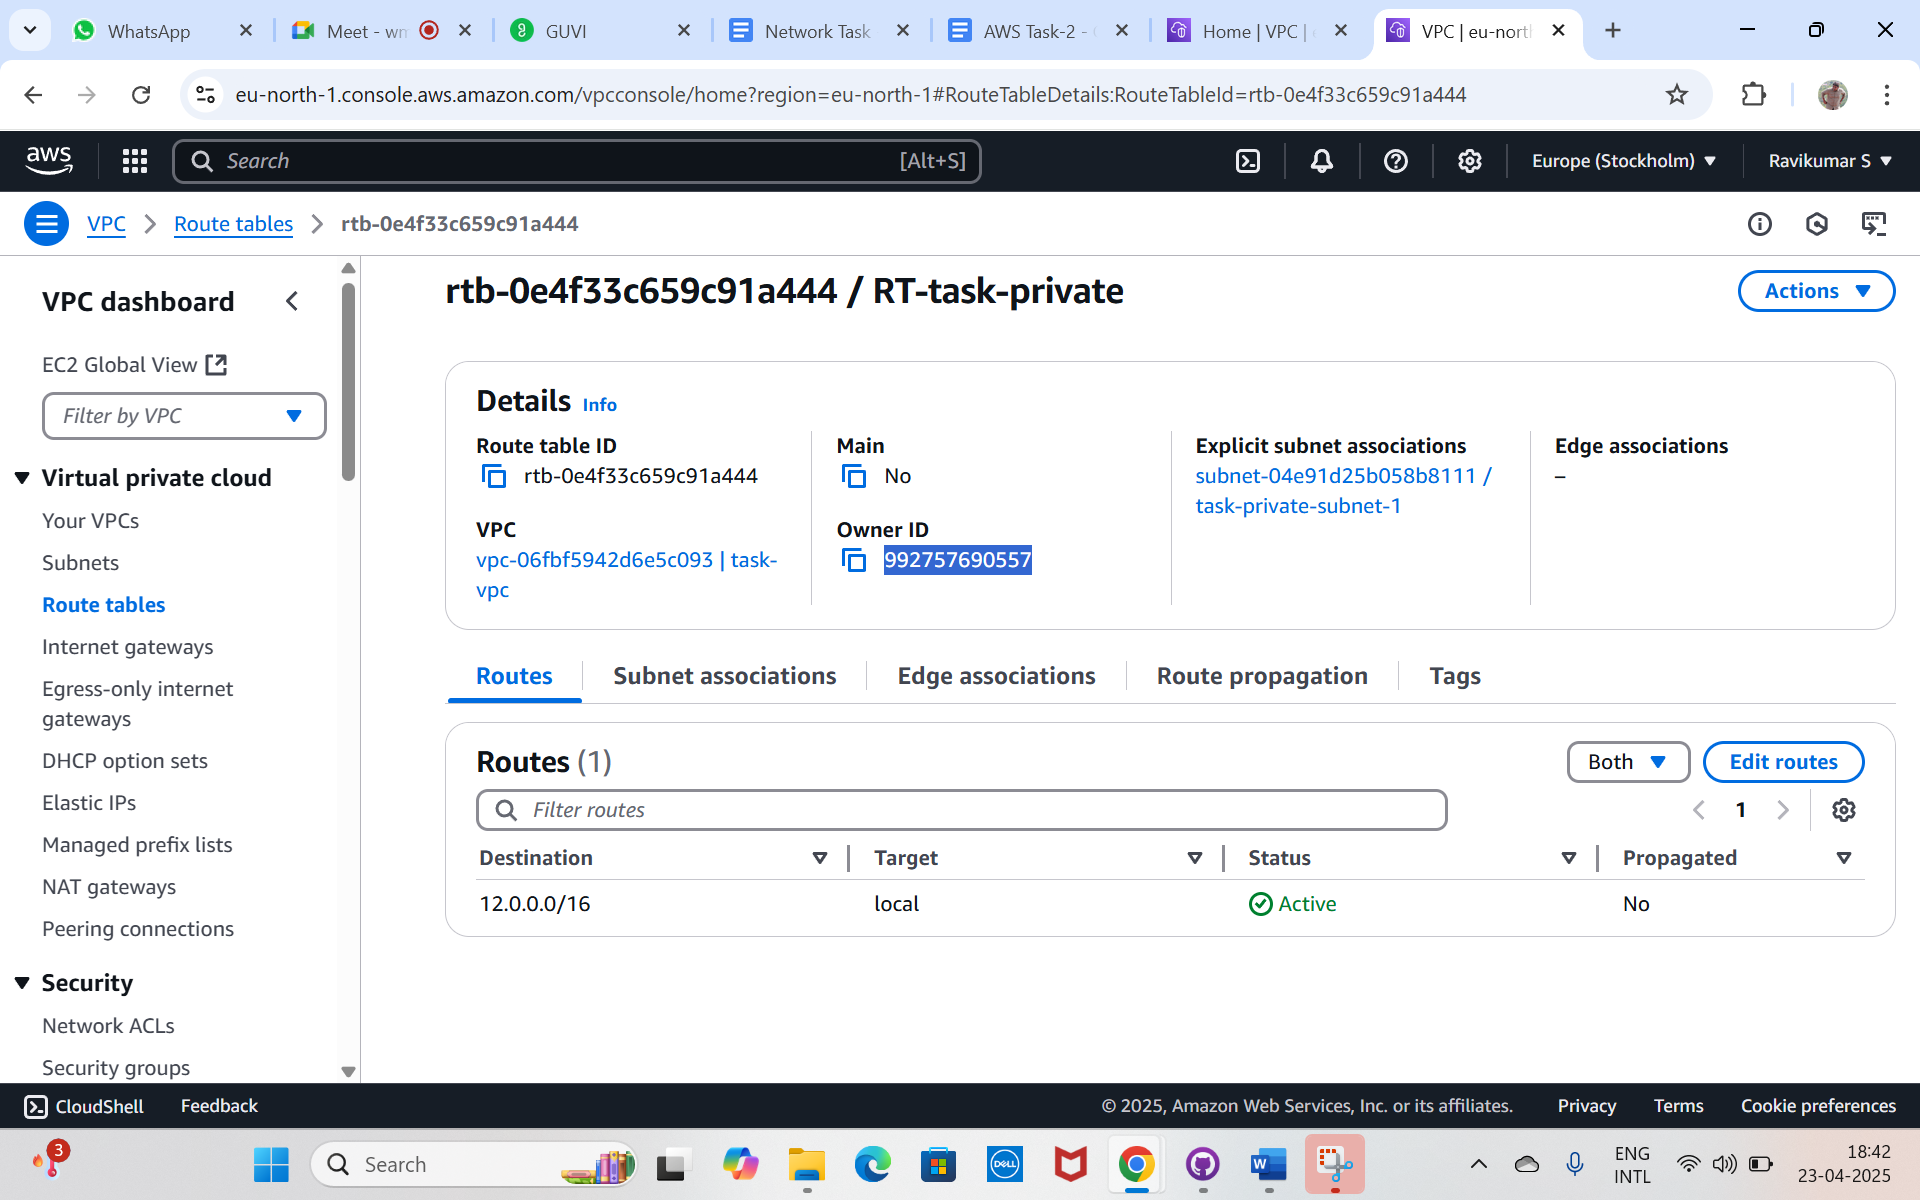 WhatsApp
Meet - wm
GUVI
Network Task
AWS Task-2 -
Home | VPC |
VPC | eu-nort
eu-north-1.console.aws.amazon.com/vpcconsole/home?region=eu-north-1#RouteTableDetails:RouteTableId=rtb-0e4f33c659c91a444
aws
Search
[Alt+S]
Europe (Stockholm)
Ravikumar S
VPC
Route tables
rtb-0e4f33c659c91a444
VPC dashboard
EC2 Global View
Filter by VPC
Virtual private cloud
Your VPCs
Subnets
Route tables
Internet gateways
Egress-only internet
gateways
DHCP option sets
Elastic IPs
Managed prefix lists
NAT gateways
Peering connections
Security
Network ACLs
Security groups
rtb-0e4f33c659c91a444 / RT-task-private
Actions
Details Info
Route table ID
rtb-0e4f33c659c91a444
VPC
vpc-06fbf5942d6e5c093 | task-
vpc
Main
No
Owner ID
992757690557
Explicit subnet associations
subnet-04e91d25b058b8111 /
task-private-subnet-1
Edge associations
–
Routes
Subnet associations
Edge associations
Route propagation
Tags
Routes (1)
Both
Edit routes
Filter routes
1
Destination
Target
Status
Propagated
12.0.0.0/16
local
Active
No
CloudShell
Feedback
© 2025, Amazon Web Services, Inc. or its affiliates.
Privacy
Terms
Cookie preferences
3
Search
DELL
W
ENG
INTL
18:42
23-04-2025